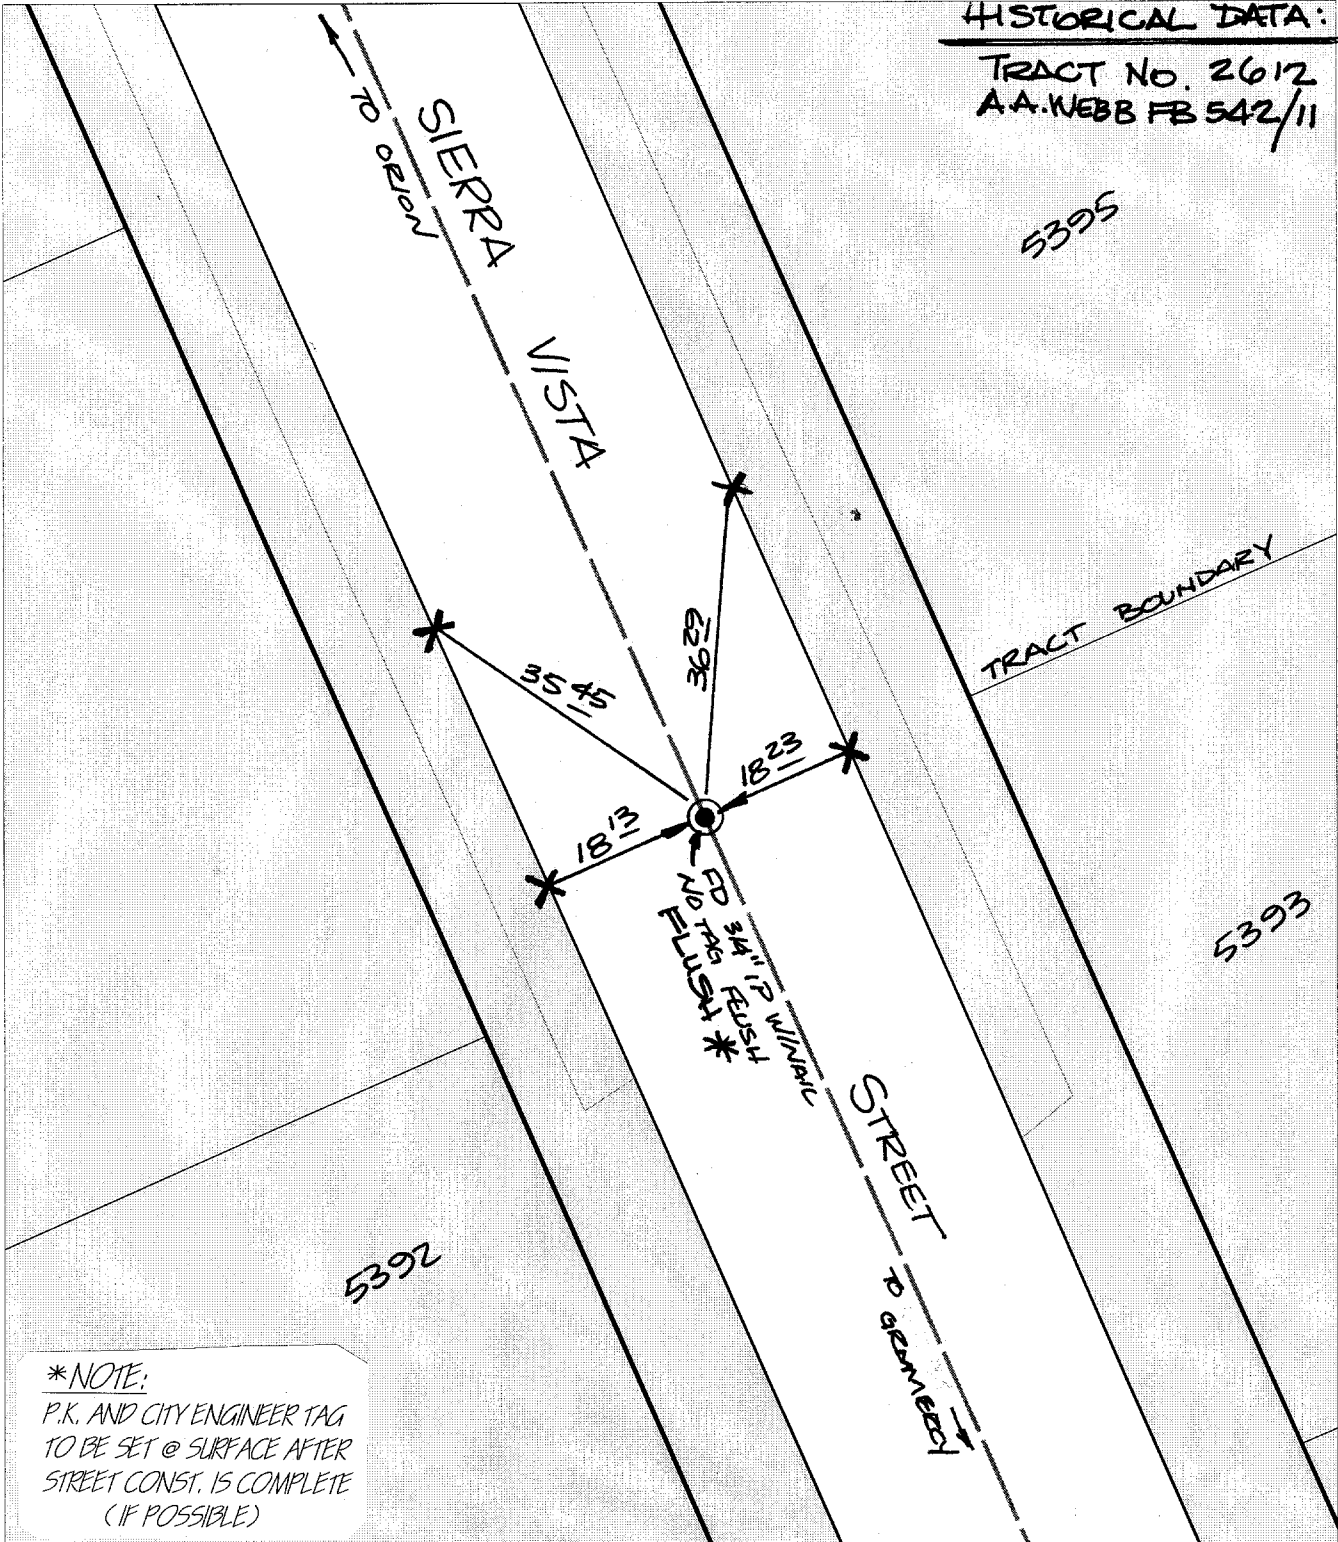 HISTORICAL DATA:
TRACT No. 2612
A.A. WEBB FB 542/11
TO ORION
SIERRA VISTA STREET
5395
TRACT BOUNDARY
36 29
35 45
18 23
18 13
FD 3/4" IP W/NAIL
NO TAG FLUSH
FLUSH *
5393
5392
TO GRAMMERCY
*NOTE:
P.K. AND CITY ENGINEER TAG
TO BE SET @ SURFACE AFTER
STREET CONST. IS COMPLETE
(IF POSSIBLE)